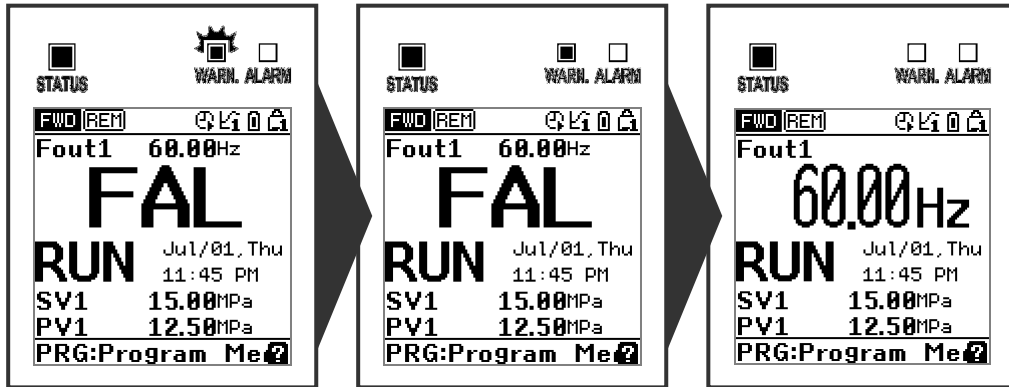 STATUS
WARN. ALARM
FWD REM
Fout1 60.00Hz
FAL
RUN
Jul/01,Thu
11:45 PM
SV1 15.00MPa
PV1 12.50MPa
PRG:Program Me?
STATUS
WARN. ALARM
FWD REM
Fout1 60.00Hz
FAL
RUN
Jul/01,Thu
11:45 PM
SV1 15.00MPa
PV1 12.50MPa
PRG:Program Me?
STATUS
WARN. ALARM
FWD REM
Fout1
60.00Hz
RUN
Jul/01,Thu
11:45 PM
SV1 15.00MPa
PV1 12.50MPa
PRG:Program Me?